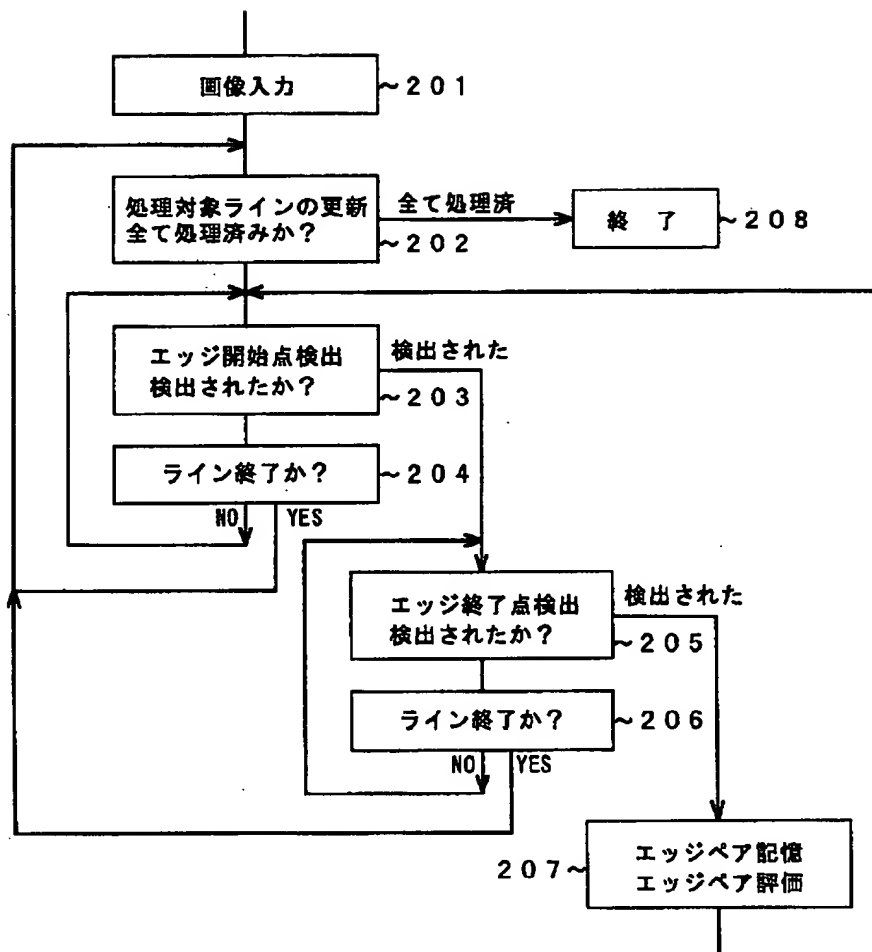 画像入力
~201
処理対象ラインの更新
全て処理済みか?
~202
全て処理済
終 了
~208
エッジ開始点検出
検出されたか?
~203
検出された
ライン終了か?
~204
NO
YES
エッジ終了点検出
検出されたか?
~205
検出された
ライン終了か?
~206
NO
YES
207~
エッジペア記憶
エッジペア評価